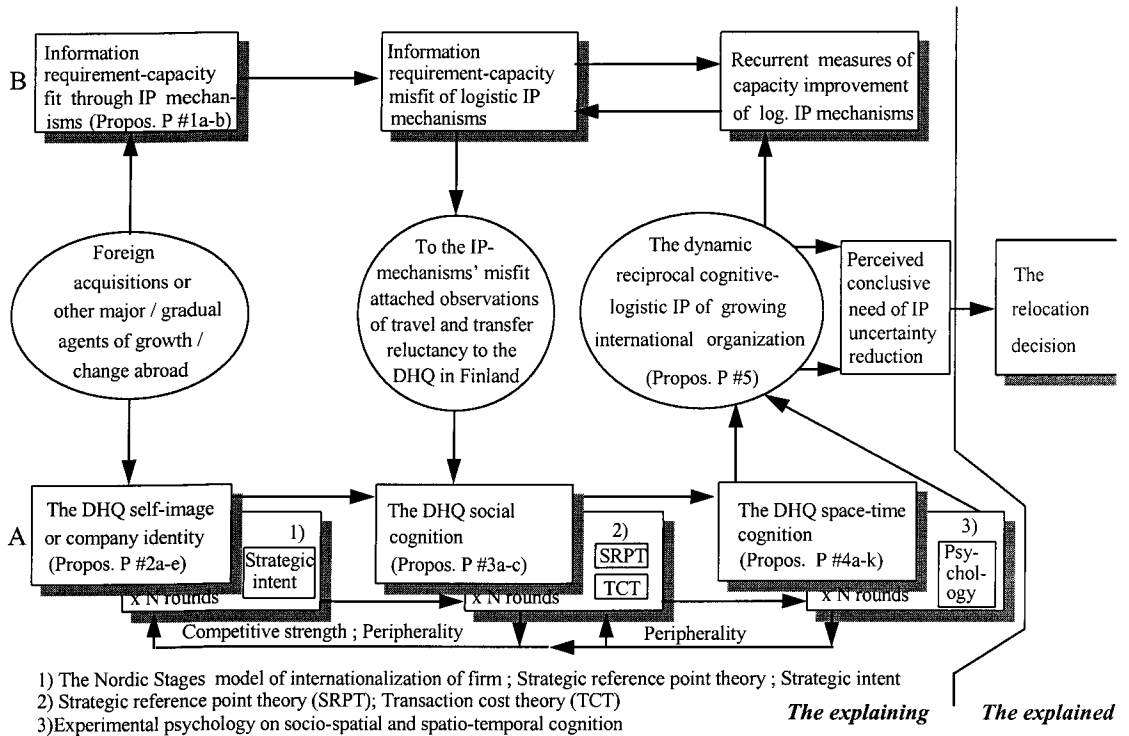 B
Information
requirement-capacity
fit through IP mechan-
isms (Propos. P #1a-b)
Information
requirement-capacity
misfit of logistic IP
mechanisms
Recurrent measures of
capacity improvement
of log. IP mechanisms
Foreign
acquisitions or
other major / gradual
agents of growth /
change abroad
To the IP-
mechanisms' misfit
attached observations
of travel and transfer
reluctancy to the
DHQ in Finland
The dynamic
reciprocal cognitive-
logistic IP of growing
international organization
(Propos. P #5)
Perceived
conclusive
need of IP
uncertainty
reduction
The
relocation
decision
A
The DHQ self-image
or company identity
(Propos. P #2a-e)
1)
Strategic
intent
x N rounds
The DHQ social
cognition
(Propos. P #3a-c)
2)
SRPT
TCT
x N rounds
The DHQ space-time
cognition
(Propos. P #4a-k)
3)
Psy-
chol-
ogy
x N rounds
Competitive strength ; Peripherality
Peripherality
1) The Nordic Stages model of internationalization of firm ; Strategic reference point theory ; Strategic intent
2) Strategic reference point theory (SRPT); Transaction cost theory (TCT)
3)Experimental psychology on socio-spatial and spatio-temporal cognition
The explaining
The explained